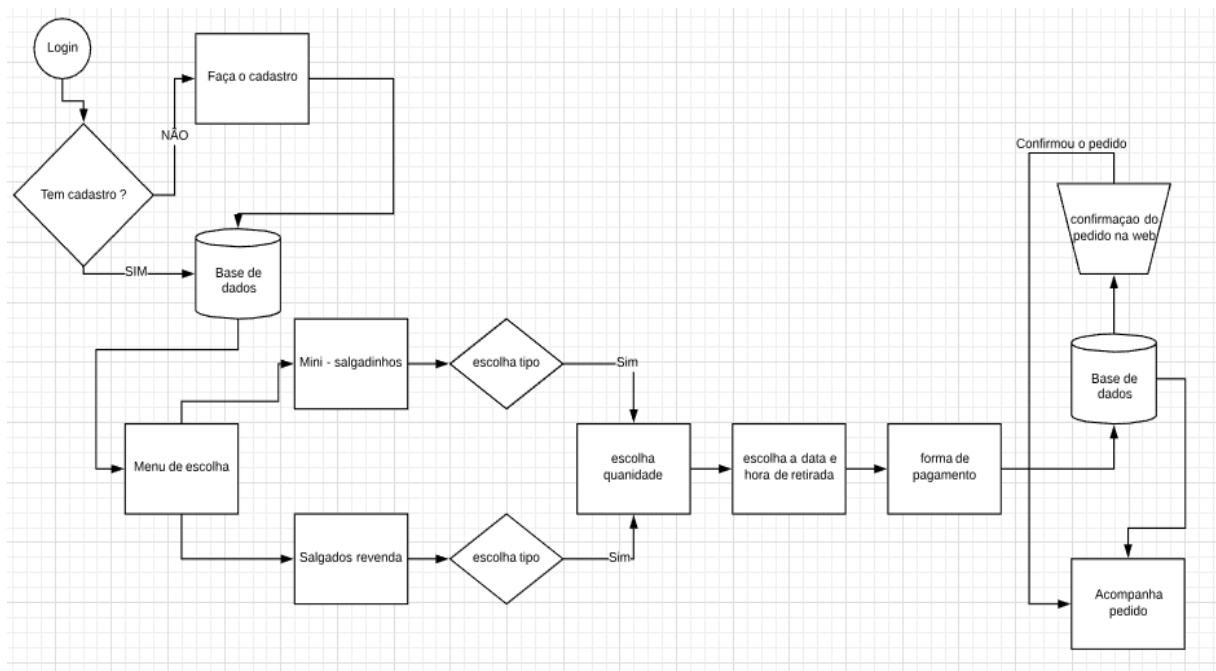 Login
Faça o cadastro
NÃO
Tem cadastro ?
SIM
Base de
dados
Mini - salgadinhos
escolha tipo
Sim
Menu de escolha
escolha
quanidade
escolha a data e
hora de retirada
forma de
pagamento
Salgados revenda
escolha tipo
Sim
Confirmou o pedido
confirmaçao do
pedido na web
Base de
dados
Acompanha
pedido